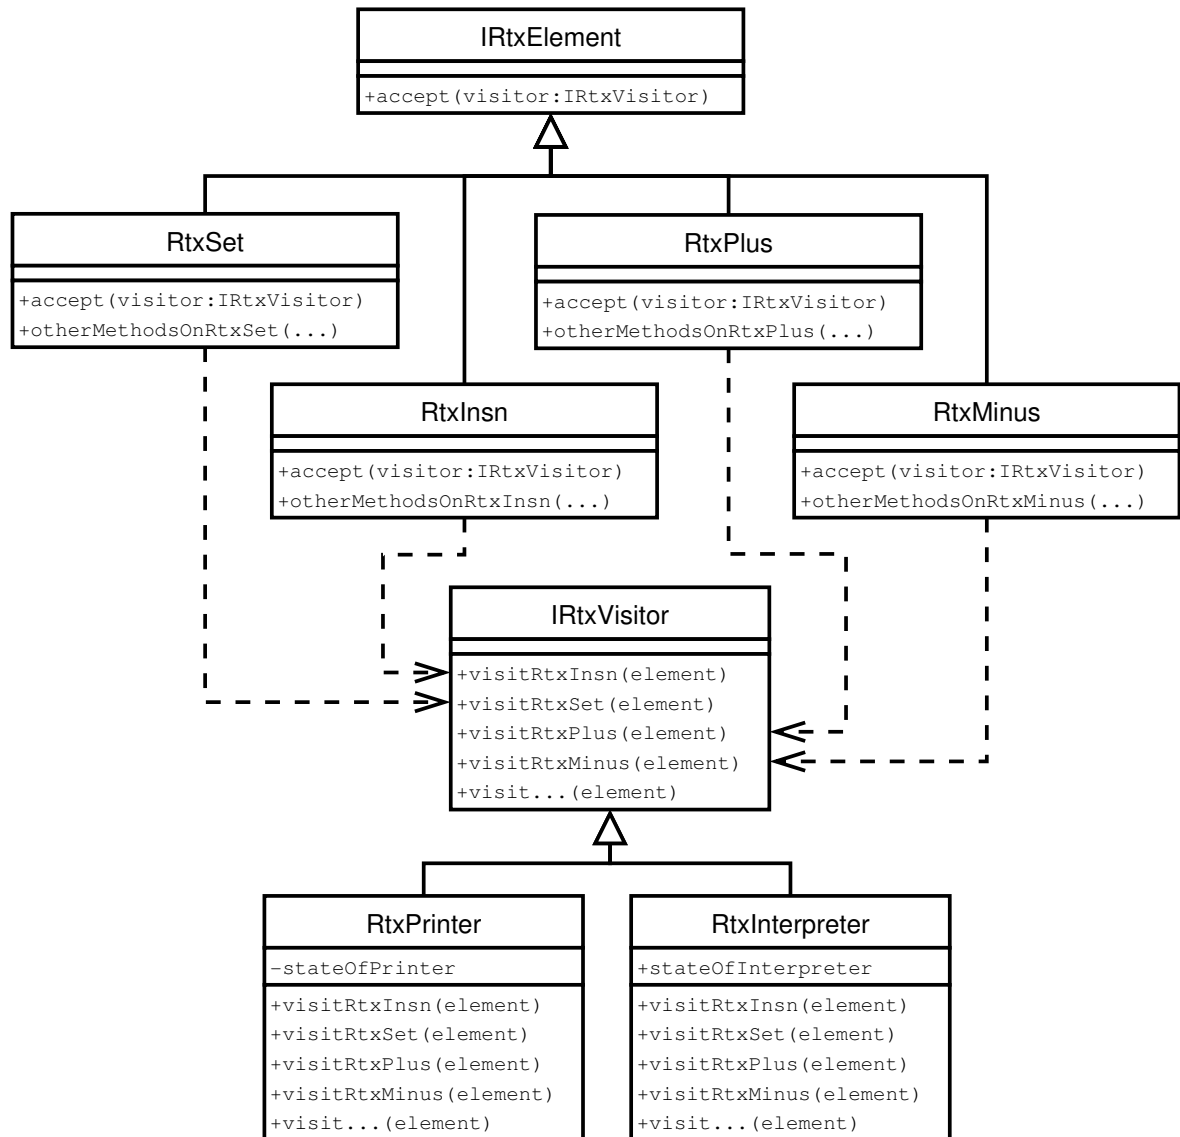 IRtxElement
+accept(visitor:IRtxVisitor)
RtxSet
+accept(visitor:IRtxVisitor)
+otherMethodsOnRtxSet(...)
RtxPlus
+accept(visitor:IRtxVisitor)
+otherMethodsOnRtxPlus(...)
RtxInsn
+accept(visitor:IRtxVisitor)
+otherMethodsOnRtxInsn(...)
RtxMinus
+accept(visitor:IRtxVisitor)
+otherMethodsOnRtxMinus(...)
IRtxVisitor
+visitRtxInsn(element)
+visitRtxSet(element)
+visitRtxPlus(element)
+visitRtxMinus(element)
+visit...(element)
RtxPrinter
-stateOfPrinter
+visitRtxInsn(element)
+visitRtxSet(element)
+visitRtxPlus(element)
+visitRtxMinus(element)
+visit...(element)
RtxInterpreter
+stateOfInterpreter
+visitRtxInsn(element)
+visitRtxSet(element)
+visitRtxPlus(element)
+visitRtxMinus(element)
+visit...(element)